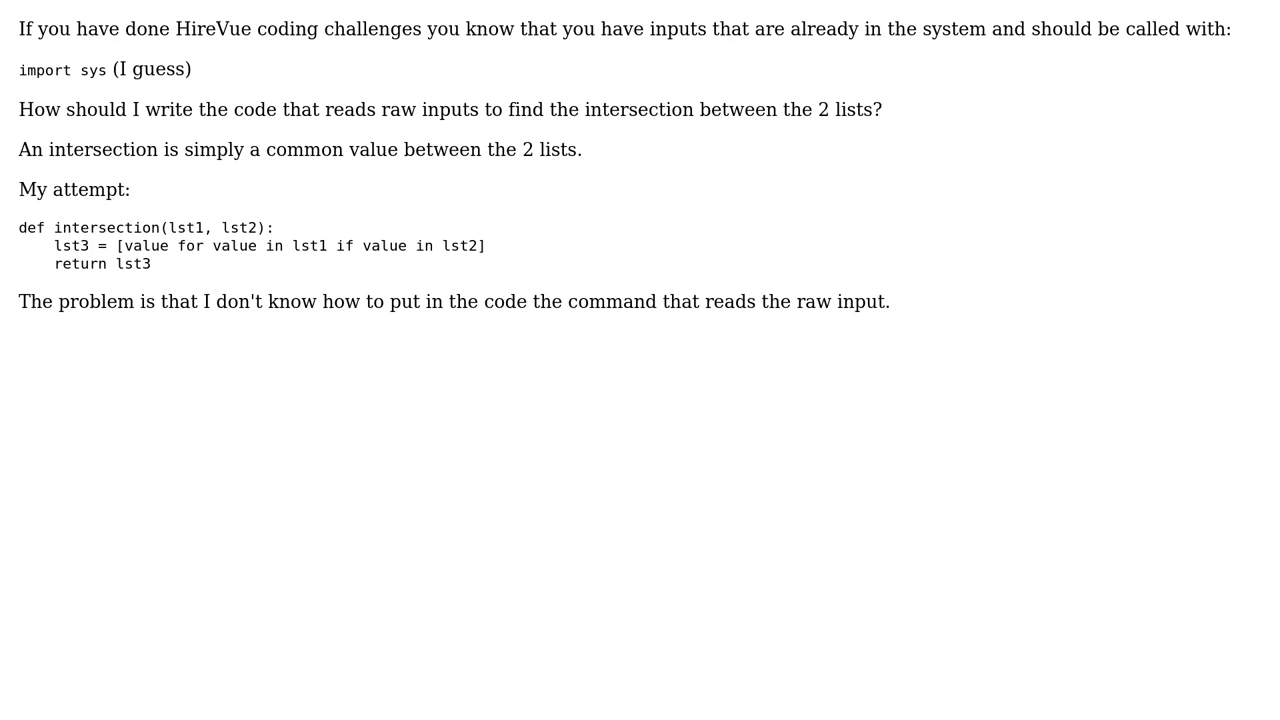 If you have done HireVue coding challenges you know that you have inputs that are already in the system and should be called with:
import sys (I guess)
How should I write the code that reads raw inputs to find the intersection between the 2 lists?
An intersection is simply a common value between the 2 lists.
My attempt:
def intersection(lst1, lst2):
    lst3 = [value for value in lst1 if value in lst2]
    return lst3
The problem is that I don't know how to put in the code the command that reads the raw input.